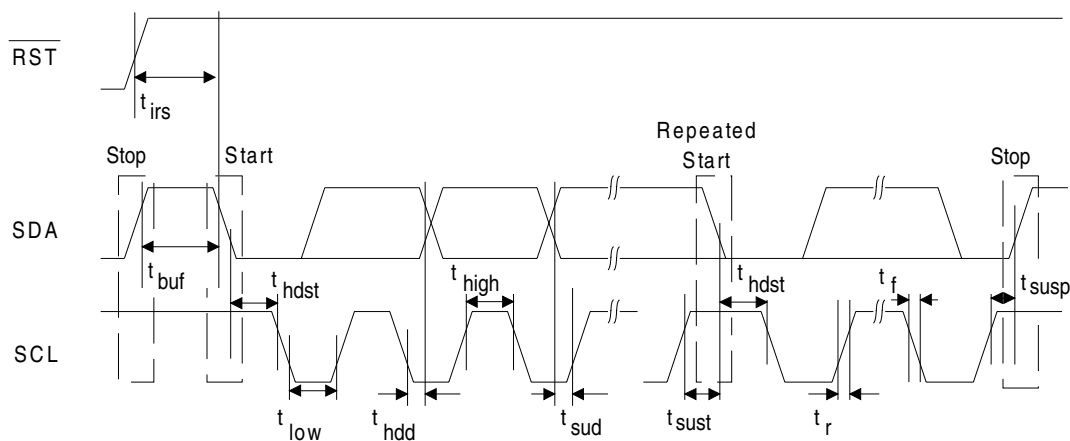 RST
t irs
Repeated
Stop Start Start Stop
SDA
t buf t hdst t high t hdst t f t susp
SCL
t low t hdd t sud t sust t r